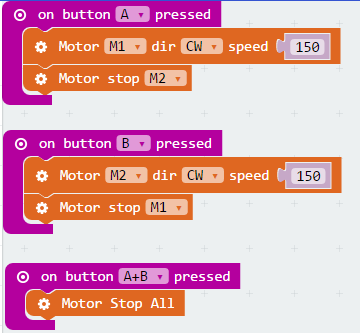 on button A pressed
Motor M1 dir CW speed 150
Motor stop M2
on button B pressed
Motor M2 dir CW speed 150
Motor stop M1
on button A+B pressed
Motor Stop All